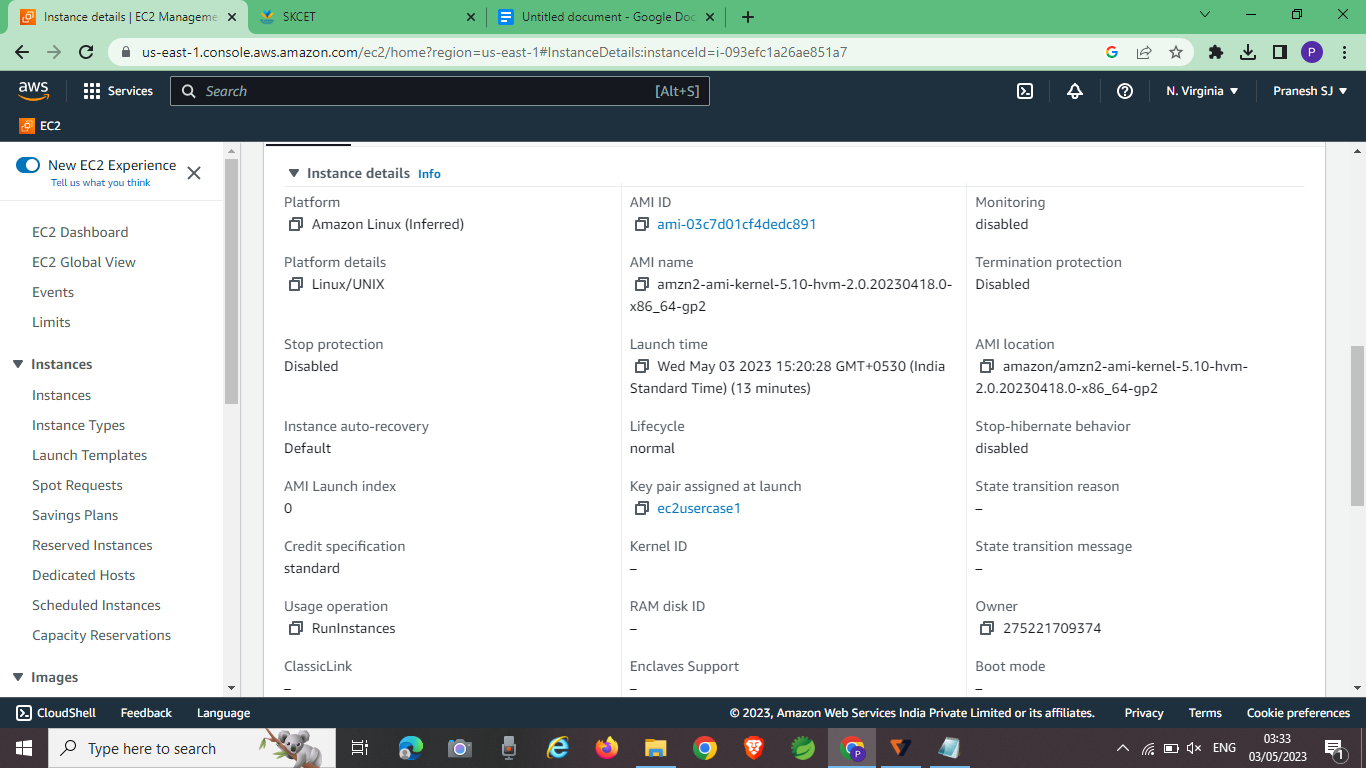 Instance details | EC2 Manageme
SKCET
Untitled document - Google Doc
us-east-1.console.aws.amazon.com/ec2/home?region=us-east-1#InstanceDetails:instanceId=i-093efc1a26ae851a7
P
aws
Services
Search
[Alt+S]
N. Virginia
Pranesh SJ
EC2
New EC2 Experience
Tell us what you think
EC2 Dashboard
EC2 Global View
Events
Limits
Instances
Instances
Instance Types
Launch Templates
Spot Requests
Savings Plans
Reserved Instances
Dedicated Hosts
Scheduled Instances
Capacity Reservations
Images
Instance details Info
Platform
Amazon Linux (Inferred)
AMI ID
ami-03c7d01cf4dedc891
Monitoring
disabled
Platform details
Linux/UNIX
AMI name
amzn2-ami-kernel-5.10-hvm-2.0.20230418.0-
x86_64-gp2
Termination protection
Disabled
Stop protection
Disabled
Launch time
Wed May 03 2023 15:20:28 GMT+0530 (India
Standard Time) (13 minutes)
AMI location
amazon/amzn2-ami-kernel-5.10-hvm-
2.0.20230418.0-x86_64-gp2
Instance auto-recovery
Default
Lifecycle
normal
Stop-hibernate behavior
disabled
AMI Launch index
0
Key pair assigned at launch
ec2usercase1
State transition reason
–
Credit specification
standard
Kernel ID
–
State transition message
–
Usage operation
RunInstances
RAM disk ID
–
Owner
275221709374
ClassicLink
–
Enclaves Support
–
Boot mode
–
CloudShell
Feedback
Language
© 2023, Amazon Web Services India Private Limited or its affiliates.
Privacy
Terms
Cookie preferences
Type here to search
P
ENG
03:33
03/05/2023
1